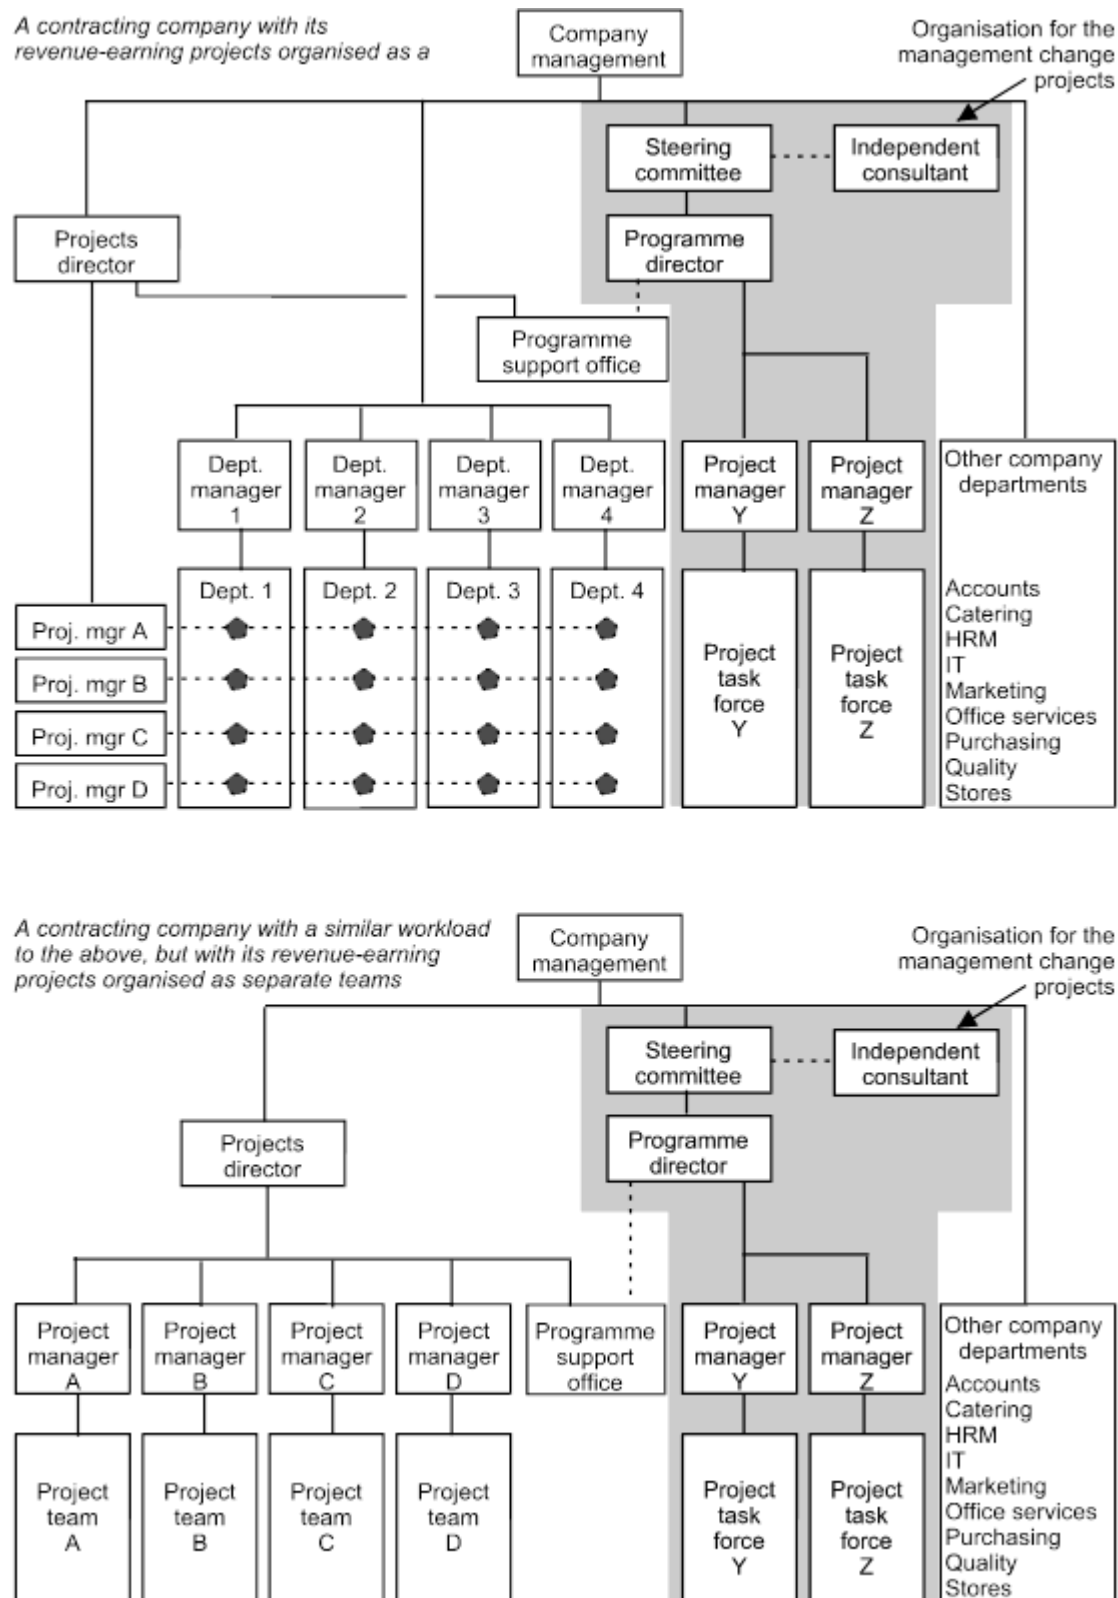 A contracting company with its
revenue-earning projects organised as a
Company
management
Organisation for the
management change
projects
Steering
committee
Independent
consultant
Projects
director
Programme
director
Programme
support office
Dept.
manager
1
Dept.
manager
2
Dept.
manager
3
Dept.
manager
4
Project
manager
Y
Project
manager
Z
Other company
departments
Dept. 1
Dept. 2
Dept. 3
Dept. 4
Proj. mgr A
Proj. mgr B
Proj. mgr C
Proj. mgr D
Project
task
force
Y
Project
task
force
Z
Accounts
Catering
HRM
IT
Marketing
Office services
Purchasing
Quality
Stores
A contracting company with a similar workload
to the above, but with its revenue-earning
projects organised as separate teams
Company
management
Organisation for the
management change
projects
Steering
committee
Independent
consultant
Projects
director
Programme
director
Project
manager
A
Project
manager
B
Project
manager
C
Project
manager
D
Programme
support
office
Project
manager
Y
Project
manager
Z
Other company
departments
Accounts
Catering
HRM
IT
Marketing
Office services
Purchasing
Quality
Stores
Project
team
A
Project
team
B
Project
team
C
Project
team
D
Project
task
force
Y
Project
task
force
Z